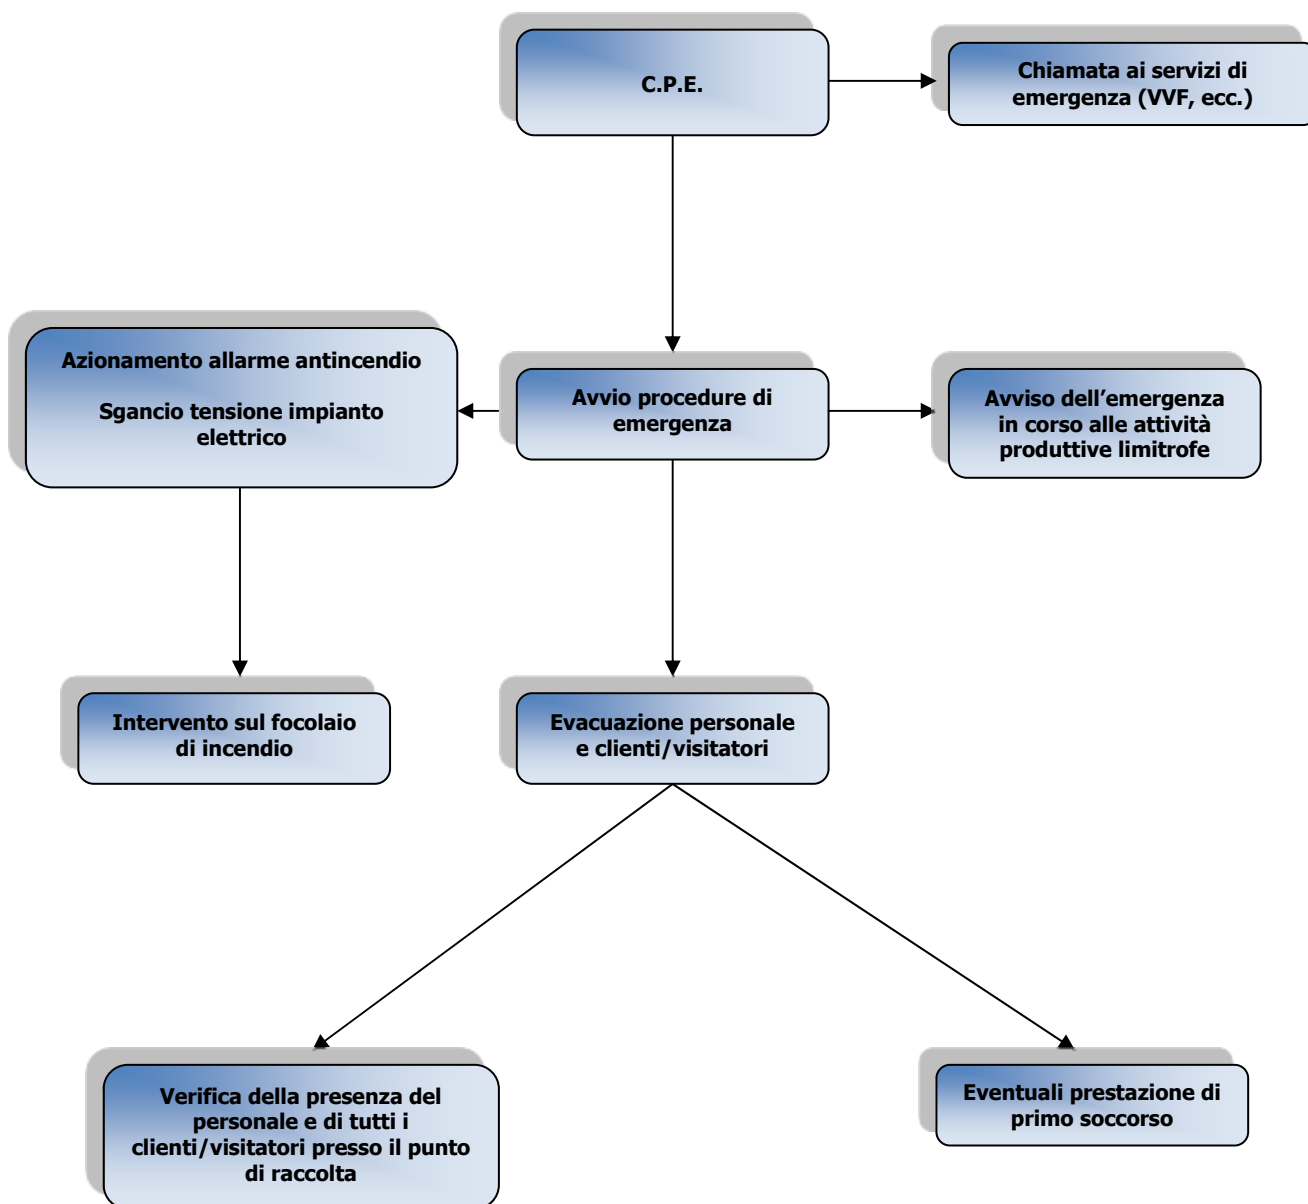 C.P.E.
Chiamata ai servizi di
emergenza (VVF, ecc.)
Azionamento allarme antincendio
Sgancio tensione impianto
elettrico
Avvio procedure di
emergenza
Avviso dell’emergenza
in corso alle attività
produttive limitrofe
Intervento sul focolaio
di incendio
Evacuazione personale
e clienti/visitatori
Verifica della presenza del
personale e di tutti i
clienti/visitatori presso il punto
di raccolta
Eventuali prestazione di
primo soccorso